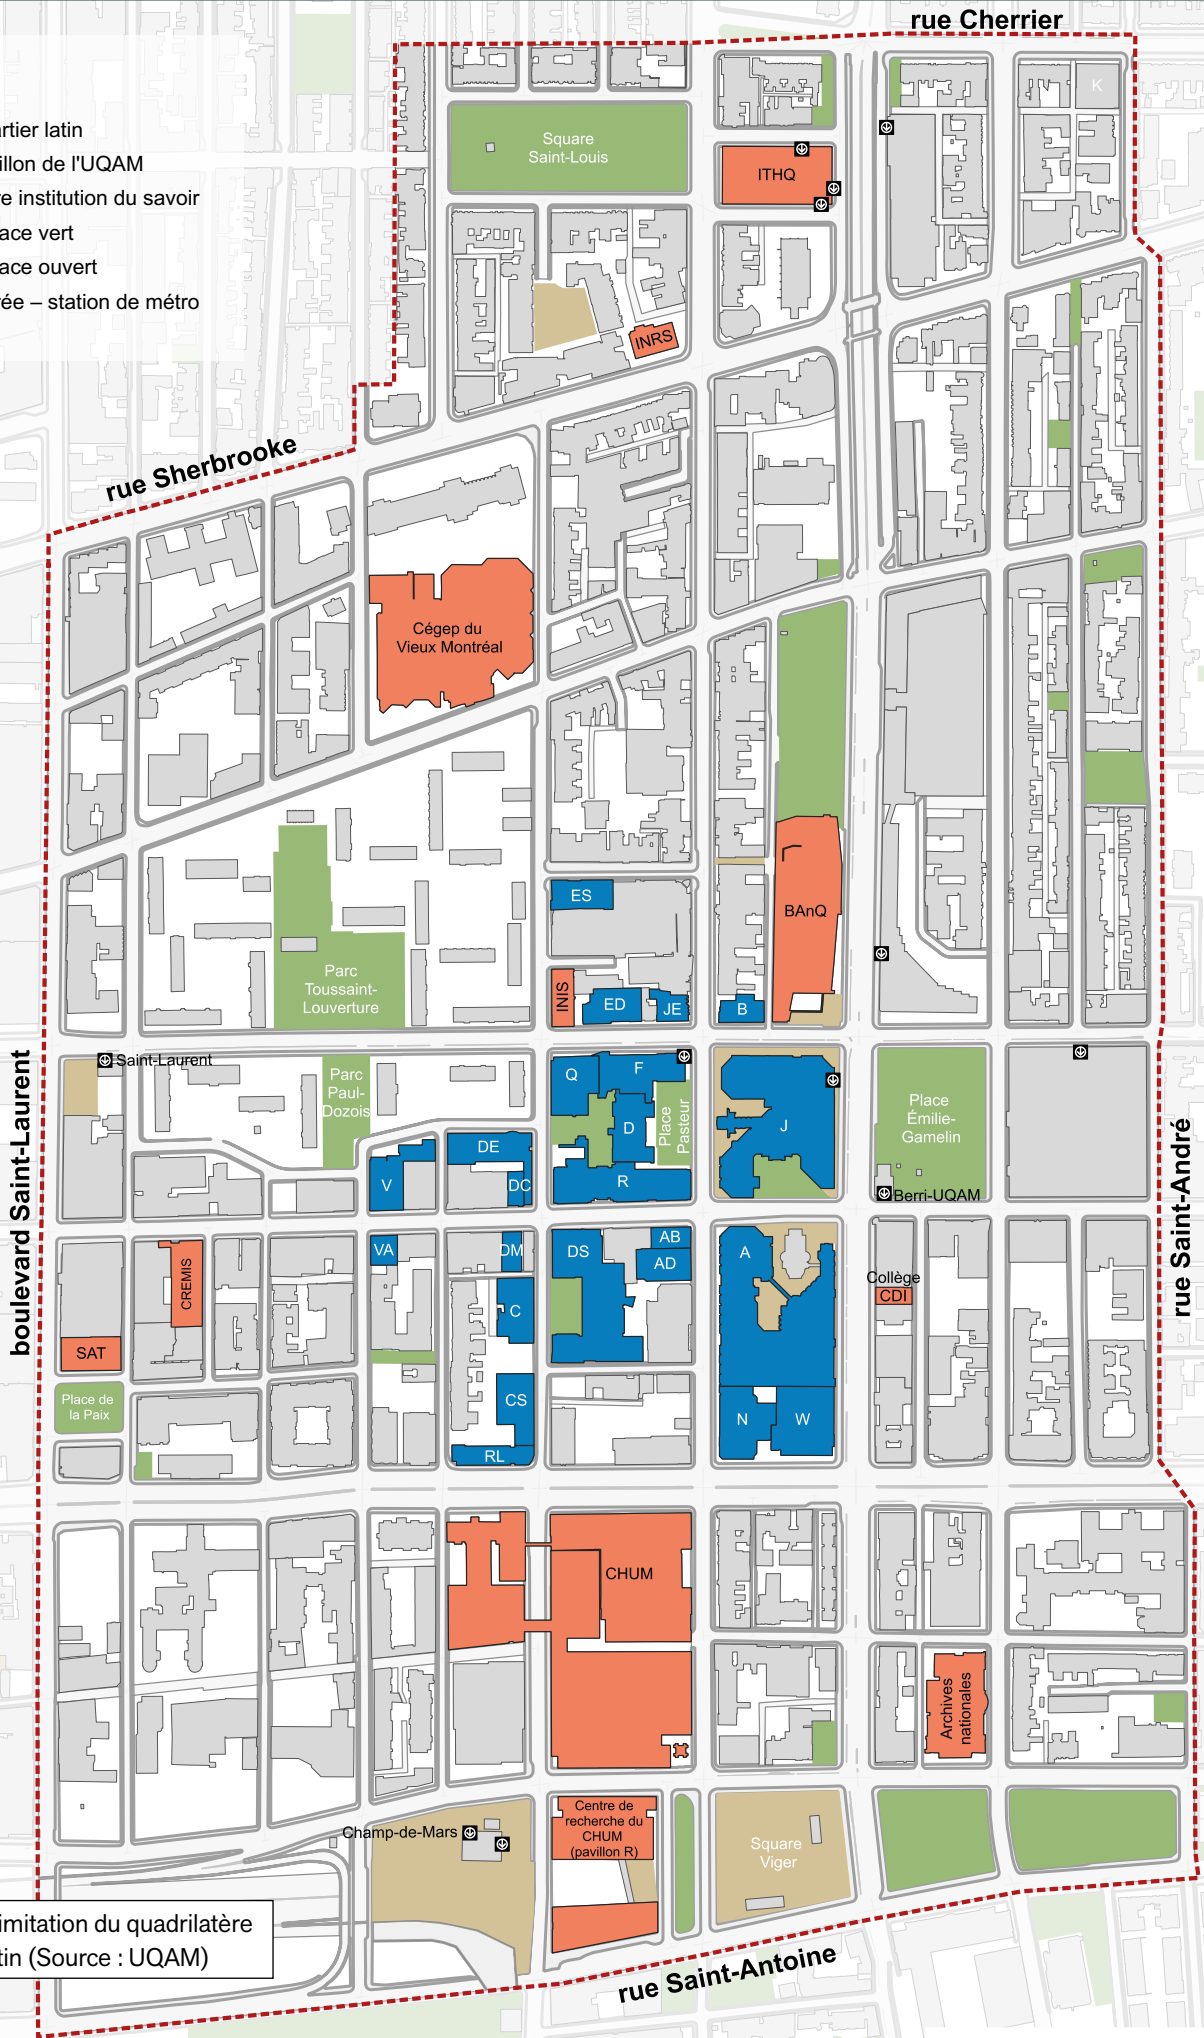 rue Cherrier
K
rtier latin
illon de l'UQAM
e institution du savoir
ace vert
ace ouvert
ée – station de métro
Square
Saint-Louis
ITHQ
INRS
rue Sherbrooke
Cégep du
Vieux Montréal
BAnQ
ES
Parc
Toussaint-
Louverture
INIS
ED
JE
B
boulevard Saint-Laurent
Saint-Laurent
Parc
Paul-
Dozois
Q
F
D
Place
Pasteur
J
Place
Émilie-
Gamelin
rue Saint-André
V
DE
DC
R
Berri-UQAM
VA
DM
DS
AB
AD
A
CREMIS
C
Collège
CDI
SAT
Place de
la Paix
CS
RL
N
W
CHUM
Archives
nationales
Champ-de-Mars
Centre de
recherche du
CHUM
(pavillon R)
Square
Viger
imitation du quadrilatère
tin (Source : UQAM)
rue Saint-Antoine